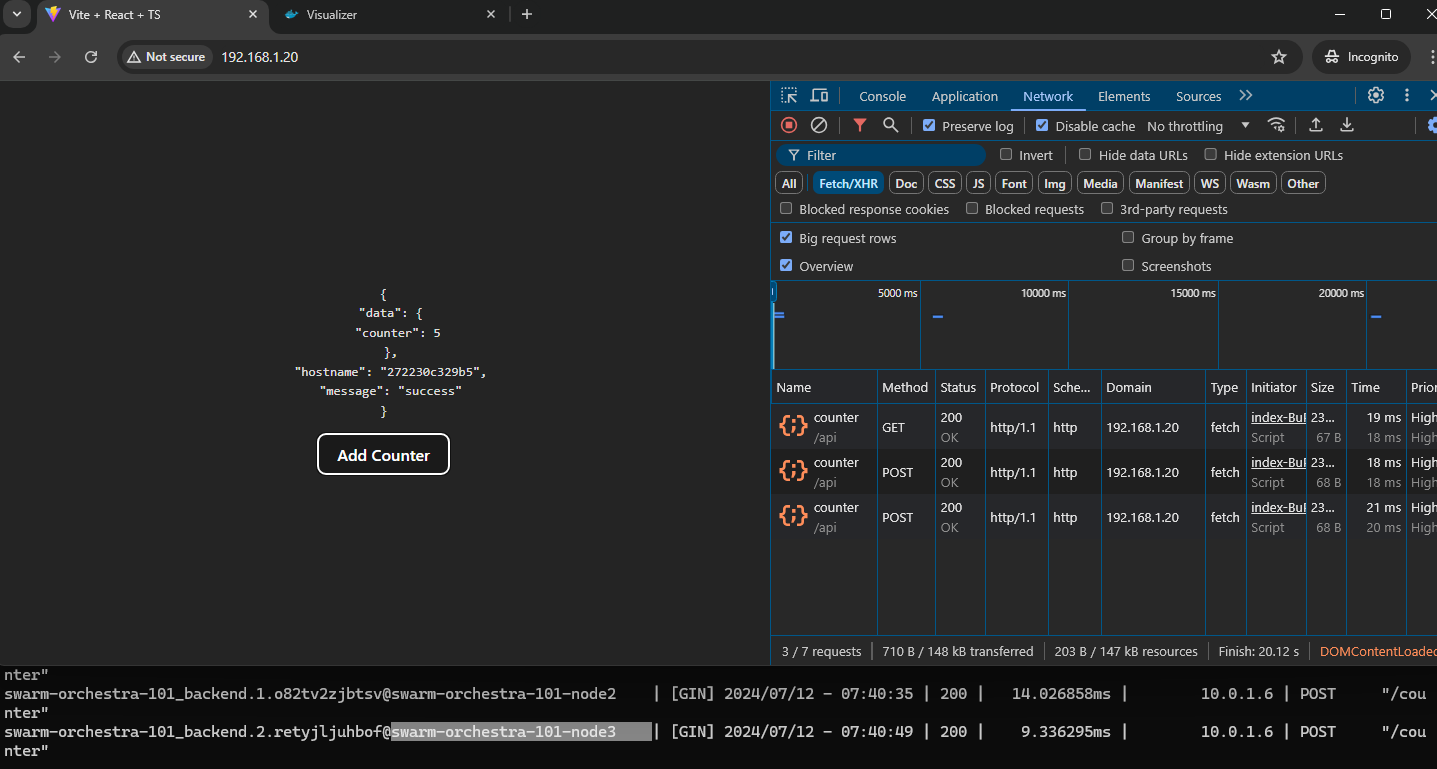 Vite + React + TS
Visualizer
Not secure 192.168.1.20
Incognito
Console Application Network Elements Sources
Preserve log Disable cache No throttling
Filter Invert Hide data URLs Hide extension URLs
All Fetch/XHR Doc CSS JS Font Img Media Manifest WS Wasm Other
Blocked response cookies Blocked requests 3rd-party requests
Big request rows Group by frame
Overview Screenshots
5000 ms 10000 ms 15000 ms 20000 ms
{
"data": {
"counter": 5
},
"hostname": "272230c329b5",
"message": "success"
}
Add Counter
Name Method Status Protocol Sche... Domain Type Initiator Size Time Prior
counter GET 200 http/1.1 http 192.168.1.20 fetch index-BuF 23... 19 ms High
/api OK Script 67 B 18 ms High
counter POST 200 http/1.1 http 192.168.1.20 fetch index-BuF 23... 18 ms High
/api OK Script 68 B 18 ms High
counter POST 200 http/1.1 http 192.168.1.20 fetch index-BuF 23... 21 ms High
/api OK Script 68 B 20 ms High
3 / 7 requests 710 B / 148 kB transferred 203 B / 147 kB resources Finish: 20.12 s DOMContentLoaded
nter"
swarm-orchestra-101_backend.1.o82tv2zjbtsv@swarm-orchestra-101-node2 | [GIN] 2024/07/12 - 07:40:35 | 200 | 14.026858ms | 10.0.1.6 | POST "/cou
nter"
swarm-orchestra-101_backend.2.retyjljuhbof@swarm-orchestra-101-node3 | [GIN] 2024/07/12 - 07:40:49 | 200 | 9.336295ms | 10.0.1.6 | POST "/cou
nter"